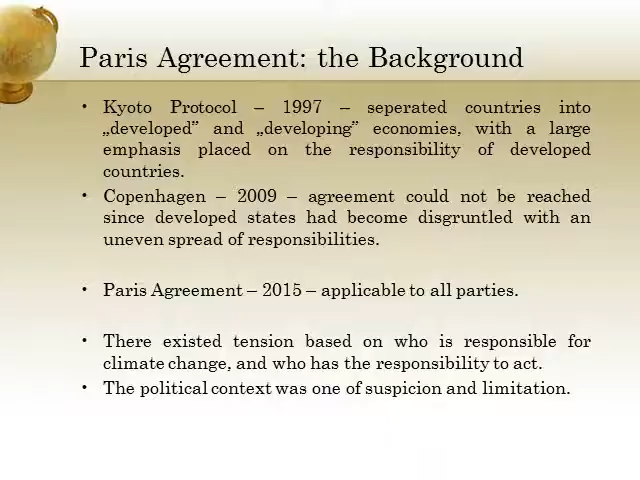 Paris Agreement: the Background
• Kyoto Protocol – 1997 – seperated countries into
„developed” and „developing” economies, with a large
emphasis placed on the responsibility of developed
countries.
• Copenhagen – 2009 – agreement could not be reached
since developed states had become disgruntled with an
uneven spread of responsibilities.
• Paris Agreement – 2015 – applicable to all parties.
• There existed tension based on who is responsible for
climate change, and who has the responsibility to act.
• The political context was one of suspicion and limitation.